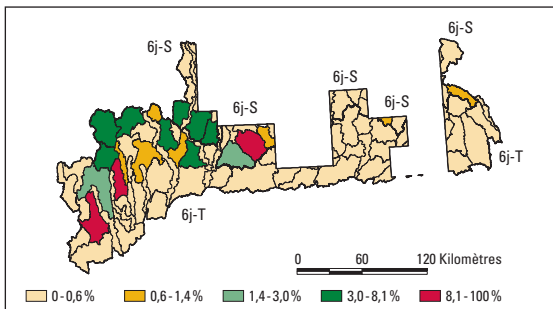 6j-S
6j-S
6j-S
6j-S
6j-S
6j-T
6j-T
0 60 120 Kilomètres
0 - 0,6 % 0,6 - 1,4 % 1,4 - 3,0 % 3,0 - 8,1 % 8,1 - 100 %